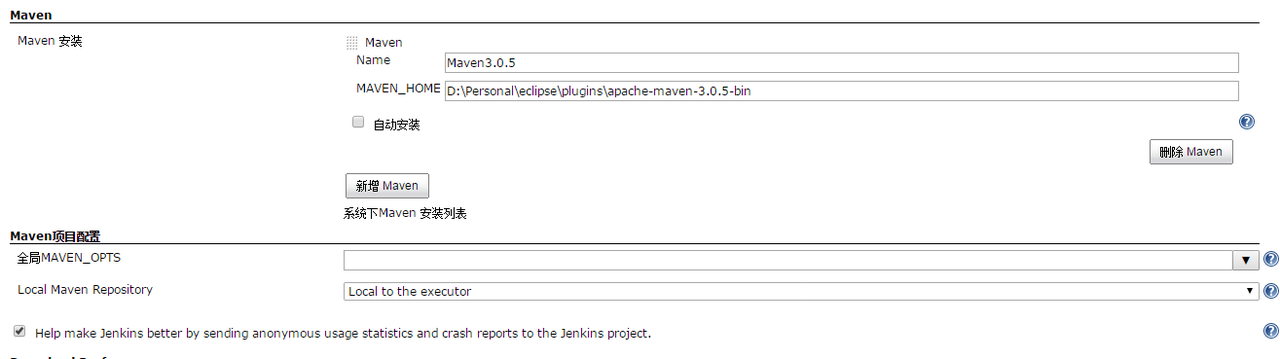 Maven
Maven 安装
Maven
Name
Maven3.0.5
MAVEN_HOME
D:\Personal\eclipse\plugins\apache-maven-3.0.5-bin
自动安装
删除 Maven
新增 Maven
系统下Maven 安装列表
Maven项目配置
全局MAVEN_OPTS
Local Maven Repository
Local to the executor
Help make Jenkins better by sending anonymous usage statistics and crash reports to the Jenkins project.